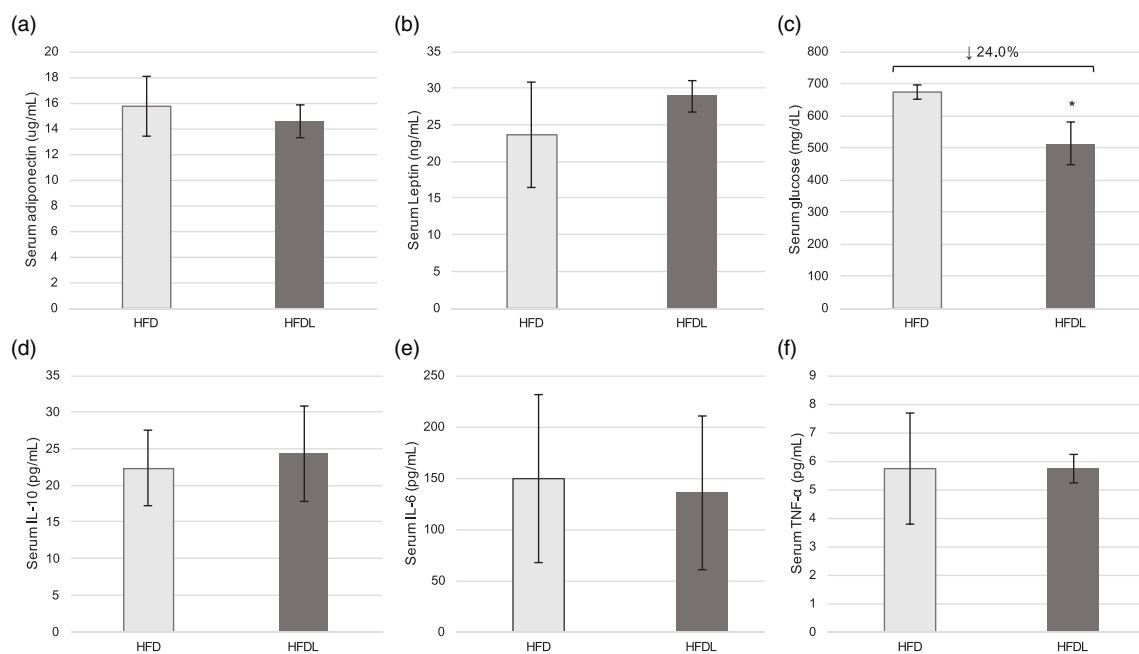 (a)
Serum adiponectin (ug/mL)
20
18
16
14
12
10
8
6
4
2
0
HFD
HFDL
(b)
Serum Leptin (ng/mL)
35
30
25
20
15
10
5
0
HFD
HFDL
(c)
Serum glucose (mg/dL)
800
700
600
500
400
300
200
100
0
↓ 24.0%
*
HFD
HFDL
(d)
Serum IL-10 (pg/mL)
35
30
25
20
15
10
5
0
HFD
HFDL
(e)
Serum IL-6 (pg/mL)
250
200
150
100
50
0
HFD
HFDL
(f)
Serum TNF-α (pg/mL)
9
8
7
6
5
4
3
2
1
0
HFD
HFDL